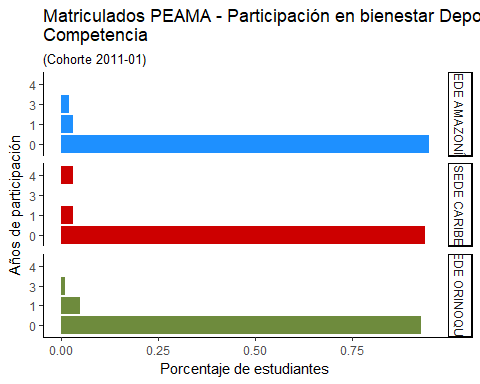 Matriculados PEAMA - Participación en bienestar Depo
Competencia
(Cohorte 2011-01)
Años de participación
4
3
1
0
EDE AMAZONÍ
4
3
1
0
SEDE CARIBE
4
3
1
0
EDE ORINOQU
0.00 0.25 0.50 0.75
Porcentaje de estudiantes